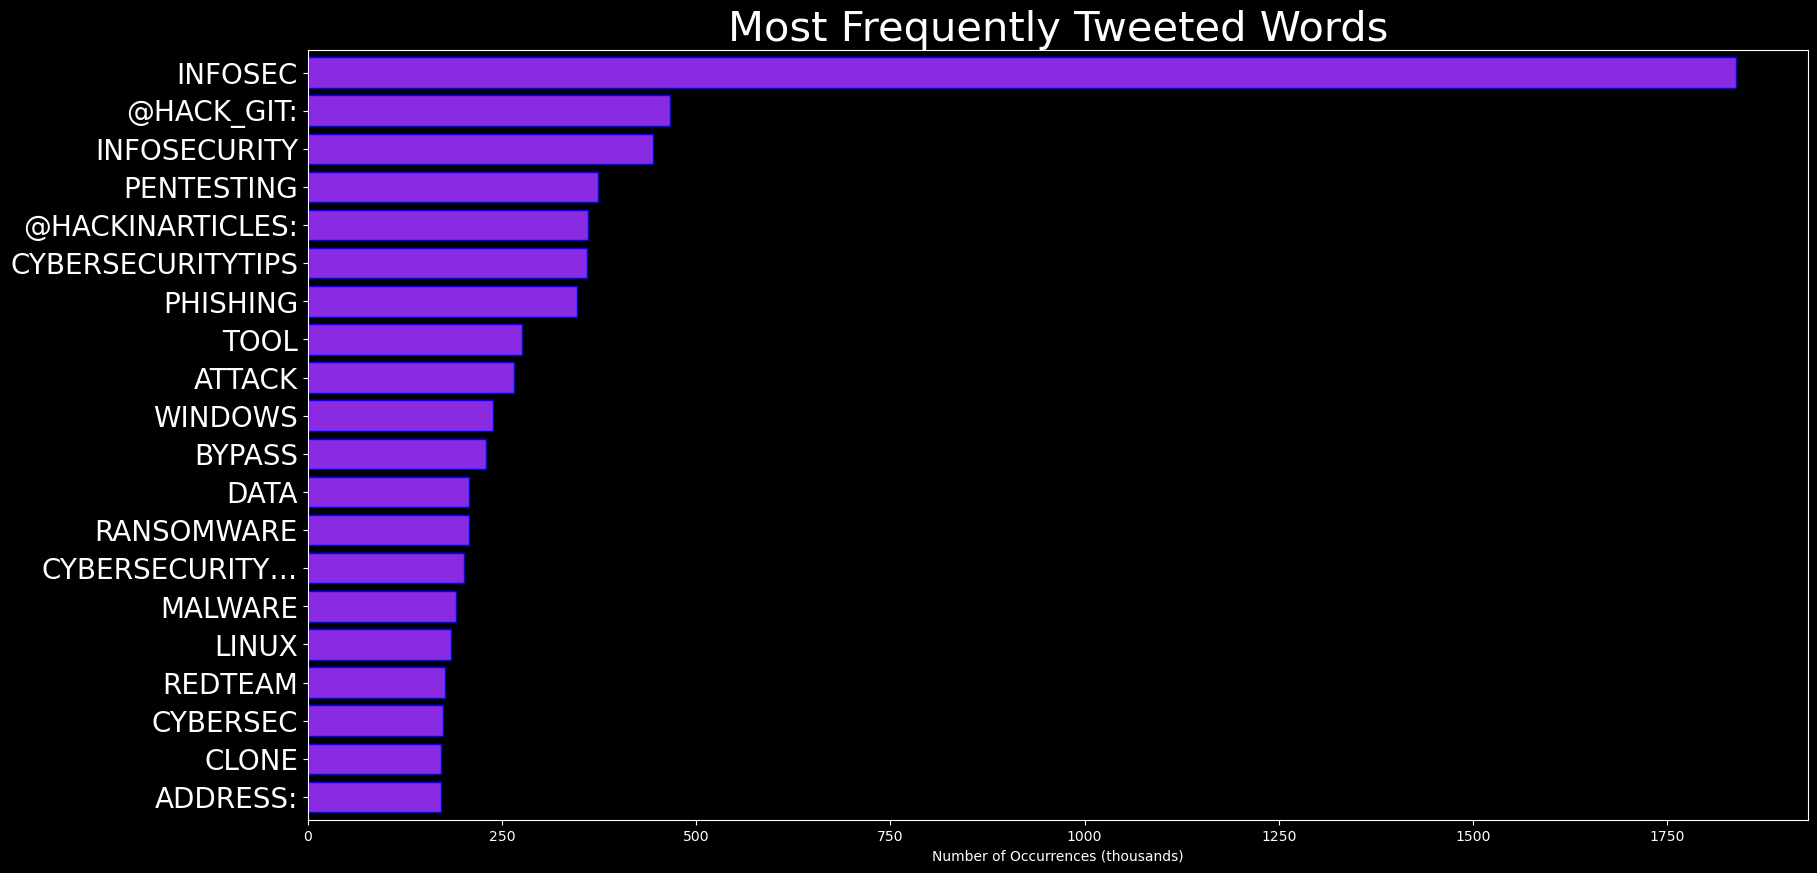 Most Frequently Tweeted Words
INFOSEC
@HACK_GIT:
INFOSECURITY
PENTESTING
@HACKINARTICLES:
CYBERSECURITYTIPS
PHISHING
TOOL
ATTACK
WINDOWS
BYPASS
DATA
RANSOMWARE
CYBERSECURITY…
MALWARE
LINUX
REDTEAM
CYBERSEC
CLONE
ADDRESS:
0 250 500 750 1000 1250 1500 1750
Number of Occurrences (thousands)